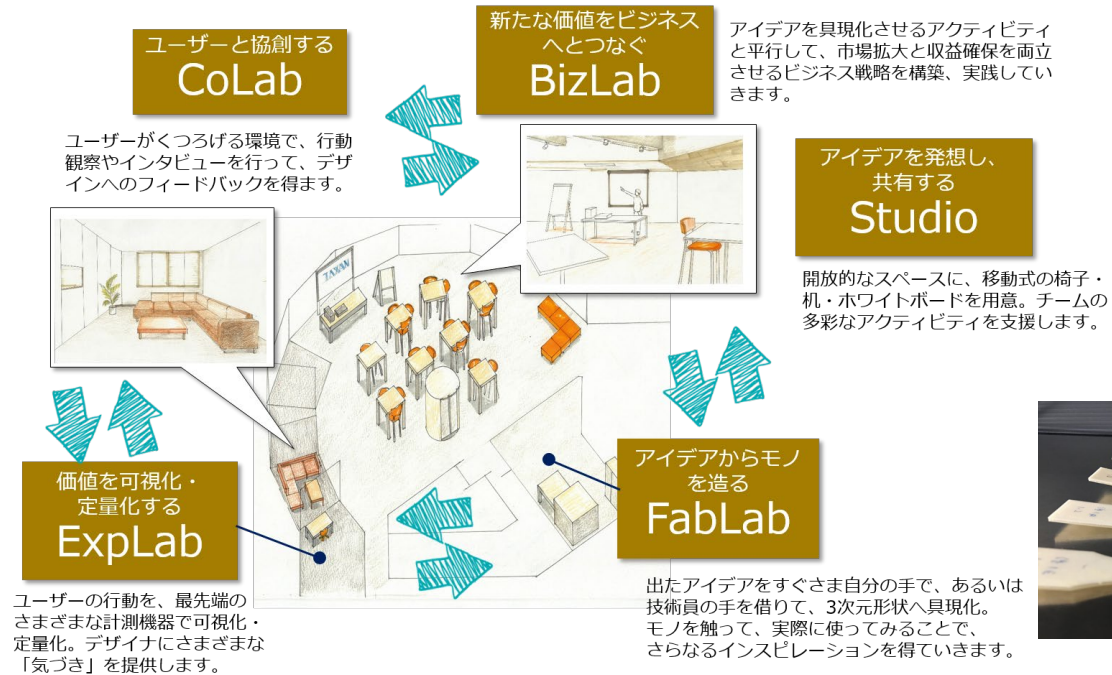 ユーザーと協創する
CoLab
ユーザーがくつろげる環境で、行動
観察やインタビューを行って、デザ
インへのフィードバックを得ます。
新たな価値をビジネス
へとつなぐ
BizLab
アイデアを具現化させるアクティビティ
と平行して、市場拡大と収益確保を両立
させるビジネス戦略を構築、実践してい
きます。
アイデアを発想し、
共有する
Studio
開放的なスペースに、移動式の椅子・
机・ホワイトボードを用意。チームの
多彩なアクティビティを支援します。
価値を可視化・
定量化する
ExpLab
ユーザーの行動を、最先端の
さまざまな計測機器で可視化・
定量化。デザイナにさまざまな
「気づき」を提供します。
アイデアからモノ
を造る
FabLab
出たアイデアをすぐさま自分の手で、あるいは
技術員の手を借りて、3次元形状へ具現化。
モノを触って、実際に使ってみることで、
さらなるインスピレーションを得ていきます。